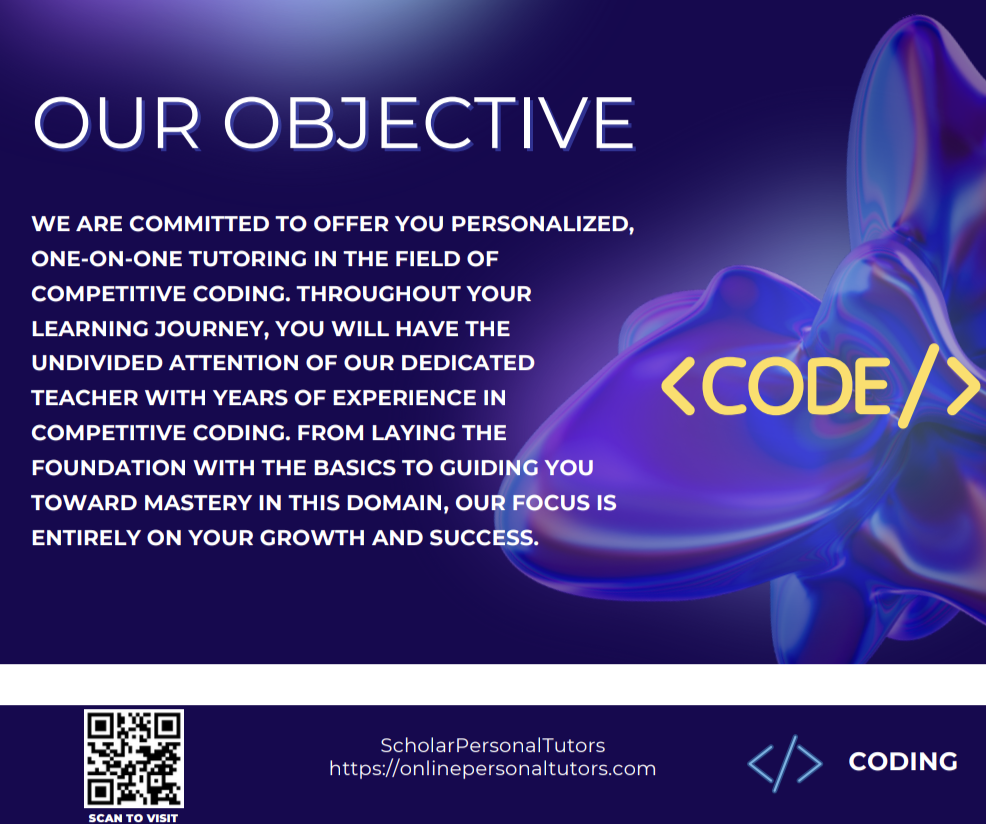 OUR OBJECTIVE
WE ARE COMMITTED TO OFFER YOU PERSONALIZED,
ONE-ON-ONE TUTORING IN THE FIELD OF
COMPETITIVE CODING. THROUGHOUT YOUR
LEARNING JOURNEY, YOU WILL HAVE THE
UNDIVIDED ATTENTION OF OUR DEDICATED
TEACHER WITH YEARS OF EXPERIENCE IN
COMPETITIVE CODING. FROM LAYING THE
FOUNDATION WITH THE BASICS TO GUIDING YOU
TOWARD MASTERY IN THIS DOMAIN, OUR FOCUS IS
ENTIRELY ON YOUR GROWTH AND SUCCESS.
<CODE/>
SCAN TO VISIT
ScholarPersonalTutors
https://onlinepersonaltutors.com
</> CODING